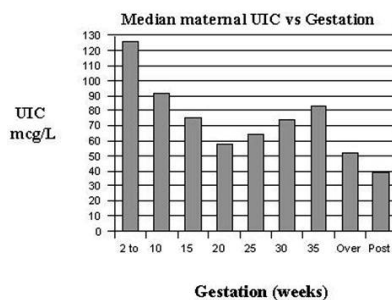 Median maternal UIC vs Gestation
UIC
mcg/L
130
120
110
100
90
80
70
60
50
40
30
20
10
0
2 to 10 15 20 25 30 35 Over Post
Gestation (weeks)